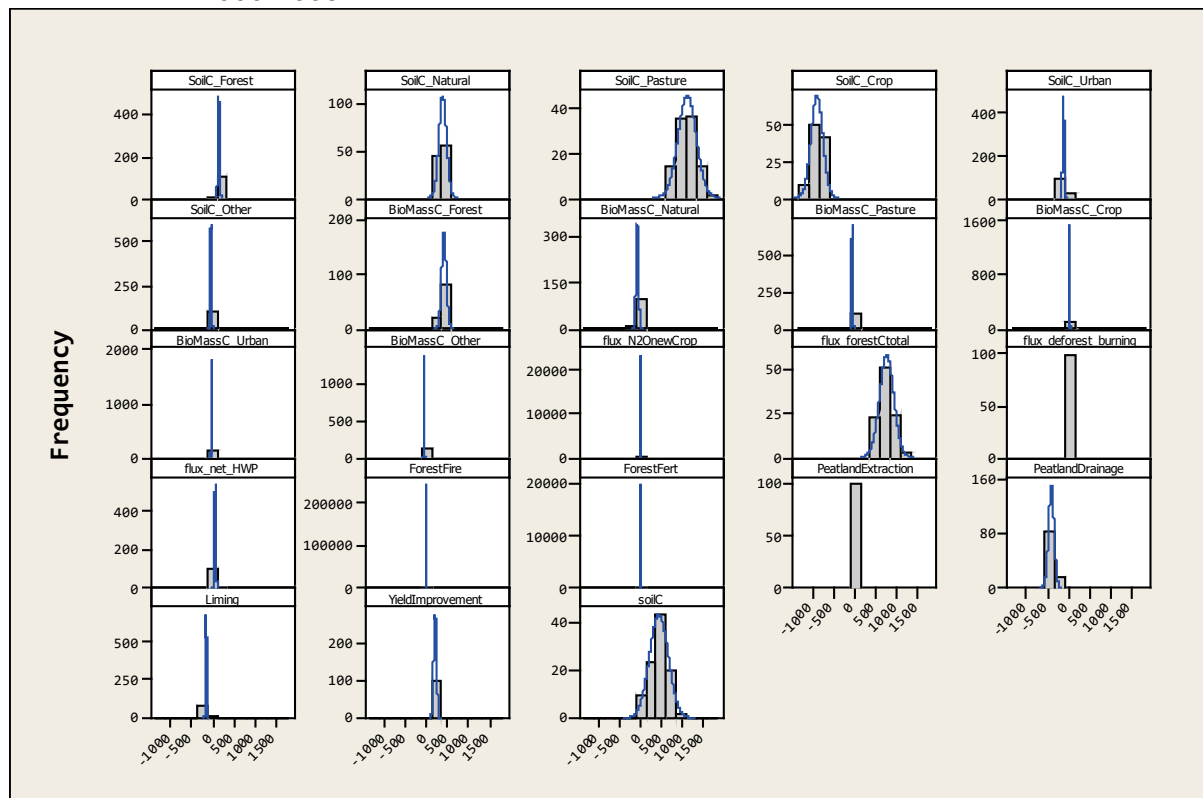 SoilC_Forest SoilC_Natural SoilC_Pasture SoilC_Crop SoilC_Urban
400 200 0 100 50 0 40 20 0 50 25 0 400 200 0
SoilC_Other BioMassC_Forest BioMassC_Natural BioMassC_Pasture BioMassC_Crop
500 250 0 200 100 0 300 150 0 500 250 0 1600 800 0
BioMassC_Urban BioMassC_Other flux_N2OnewCrop flux_forestCtotal flux_deforest_burning
2000 1000 0 1000 500 0 20000 10000 0 50 25 0 100 50 0
Frequency
flux_net_HWP ForestFire ForestFert PeatlandExtraction PeatlandDrainage
400 200 0 200000 100000 0 20000 10000 0 100 50 0 160 80 0
-1000 -500 0 500 1000 1500 -1000 -500 0 500 1000 1500
Liming YieldImprovement soilC
500 250 0 200 100 0 40 20 0
-1000 -500 0 500 1000 1500 -1000 -500 0 500 1000 1500 -1000 -500 0 500 1000 1500